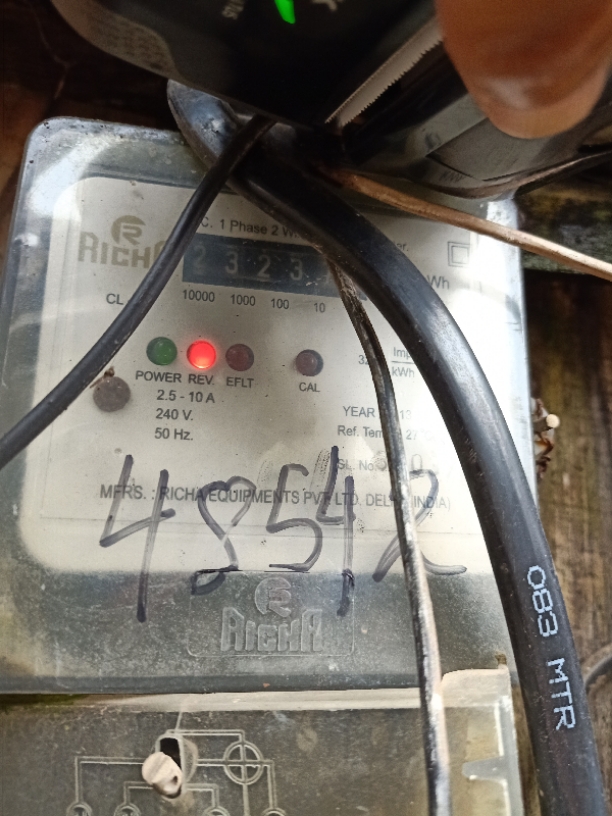 RICHA
C. 1 Phase 2 W.
2 3 2 3
Wh
CL
10000 1000 100 10
POWER REV. EFLT CAL
Imp
kWh
2.5 - 10 A
240 V.
50 Hz.
YEAR
Ref. Tem
SL. No.
MFRS. : RICHA EQUIPMENTS PVT. LTD. DELHI (INDIA)
48542
RICHA
083 MTR